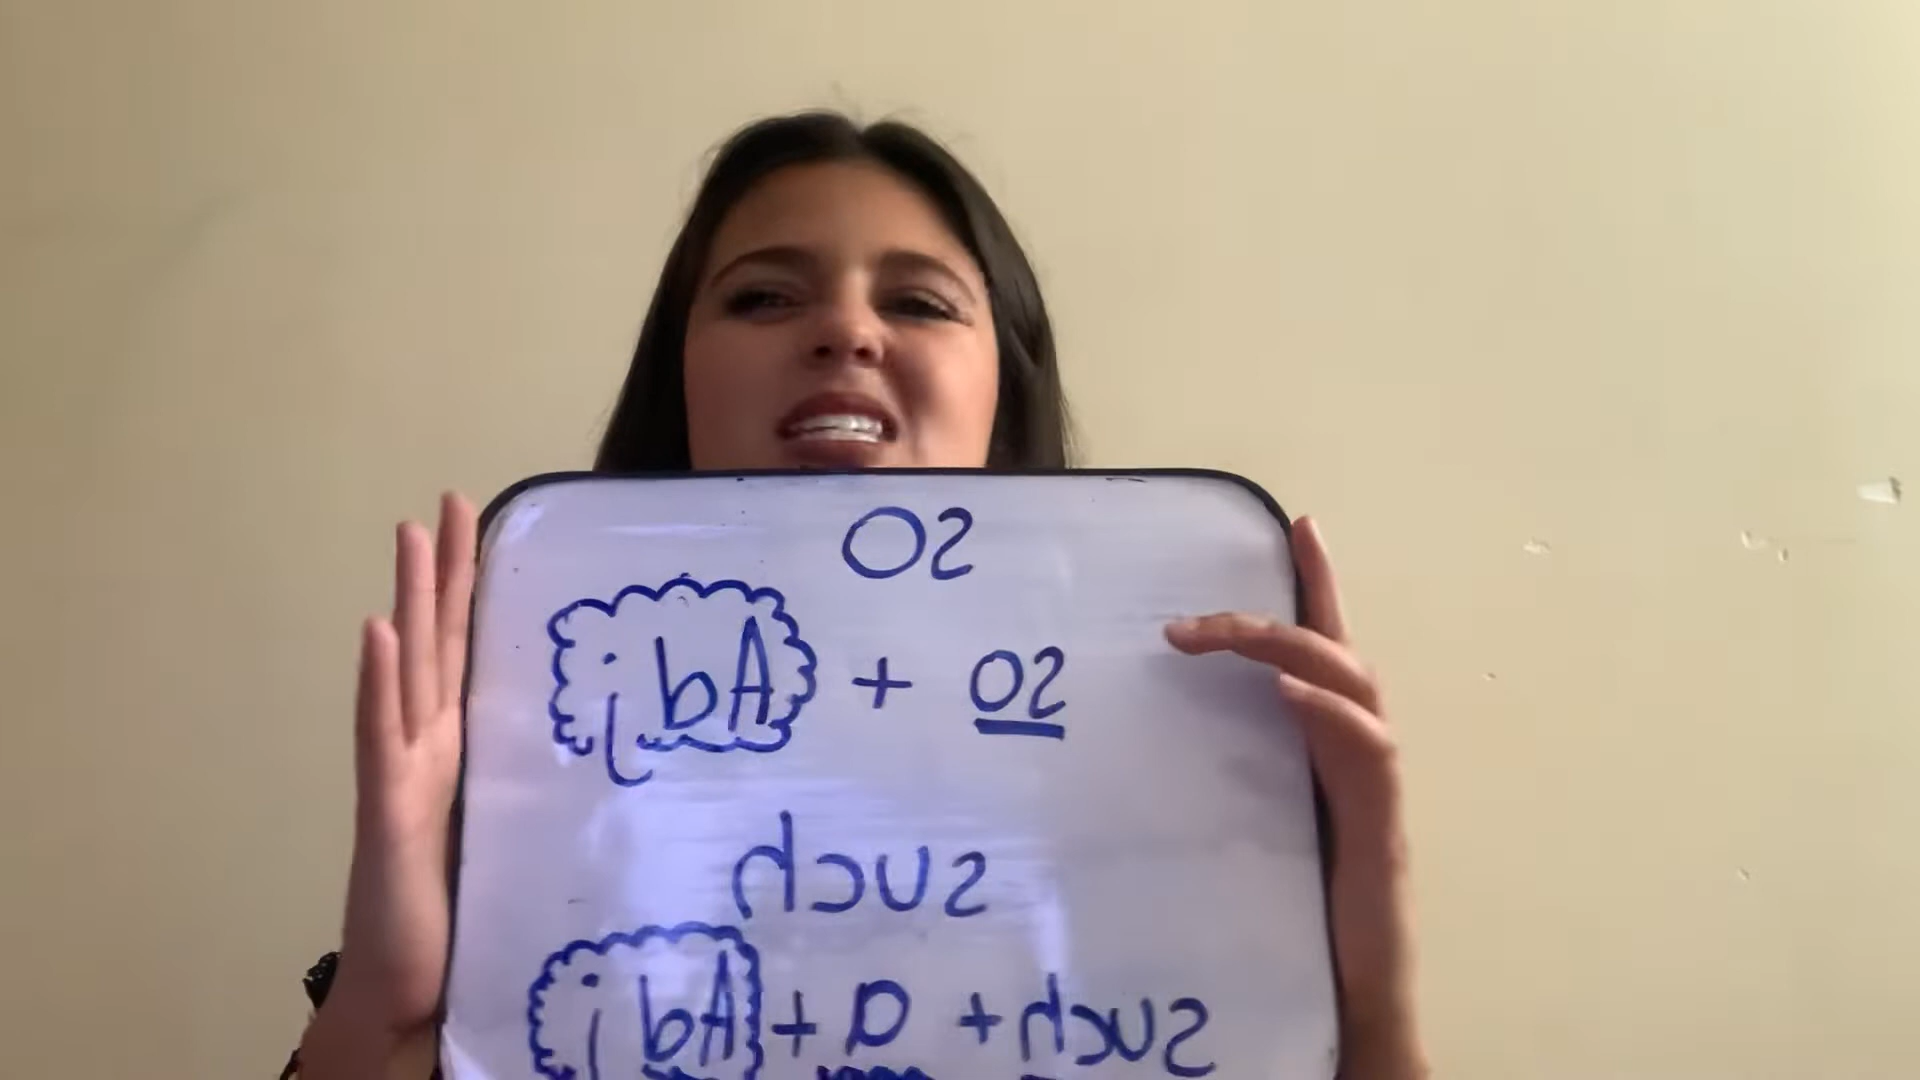 SO
SO + Adj
such
such + a + Adj